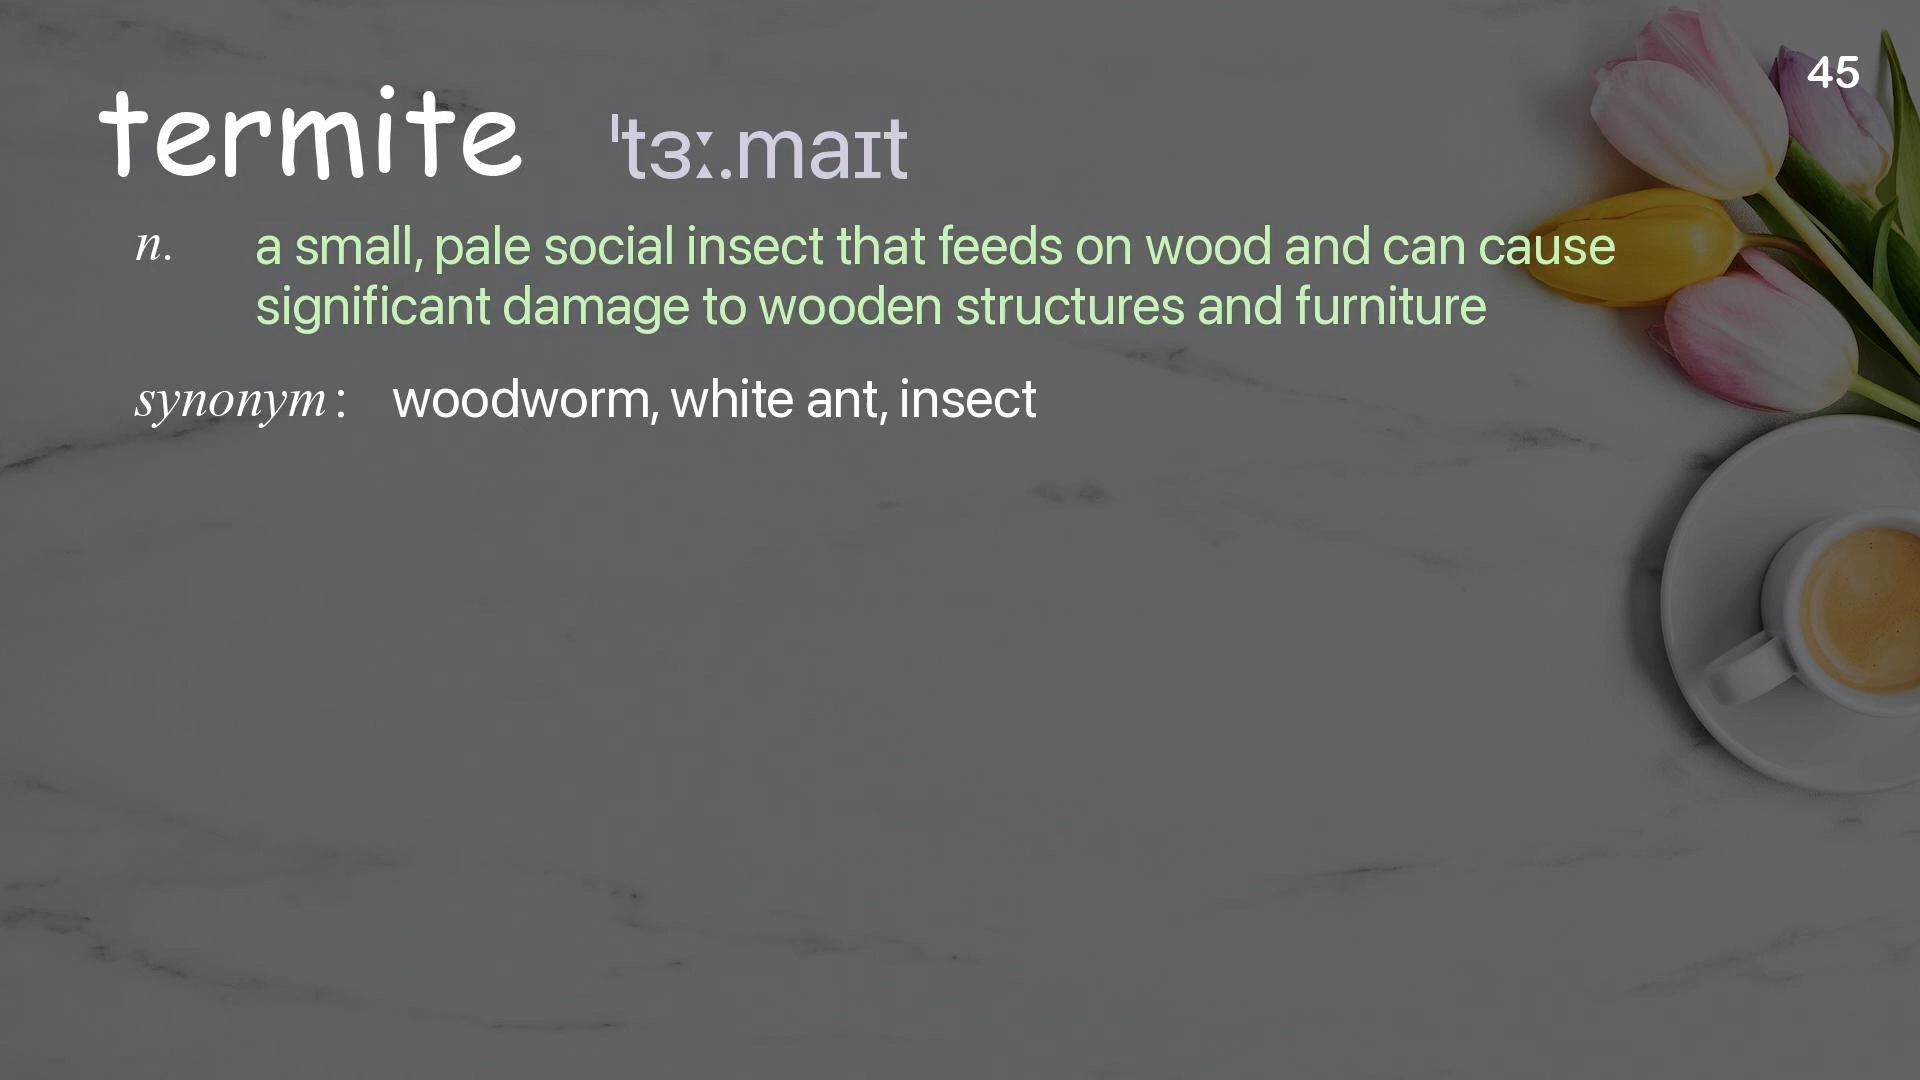 45
termite ˈtɜː.maɪt
n. a small, pale social insect that feeds on wood and can cause
significant damage to wooden structures and furniture
synonym : woodworm, white ant, insect